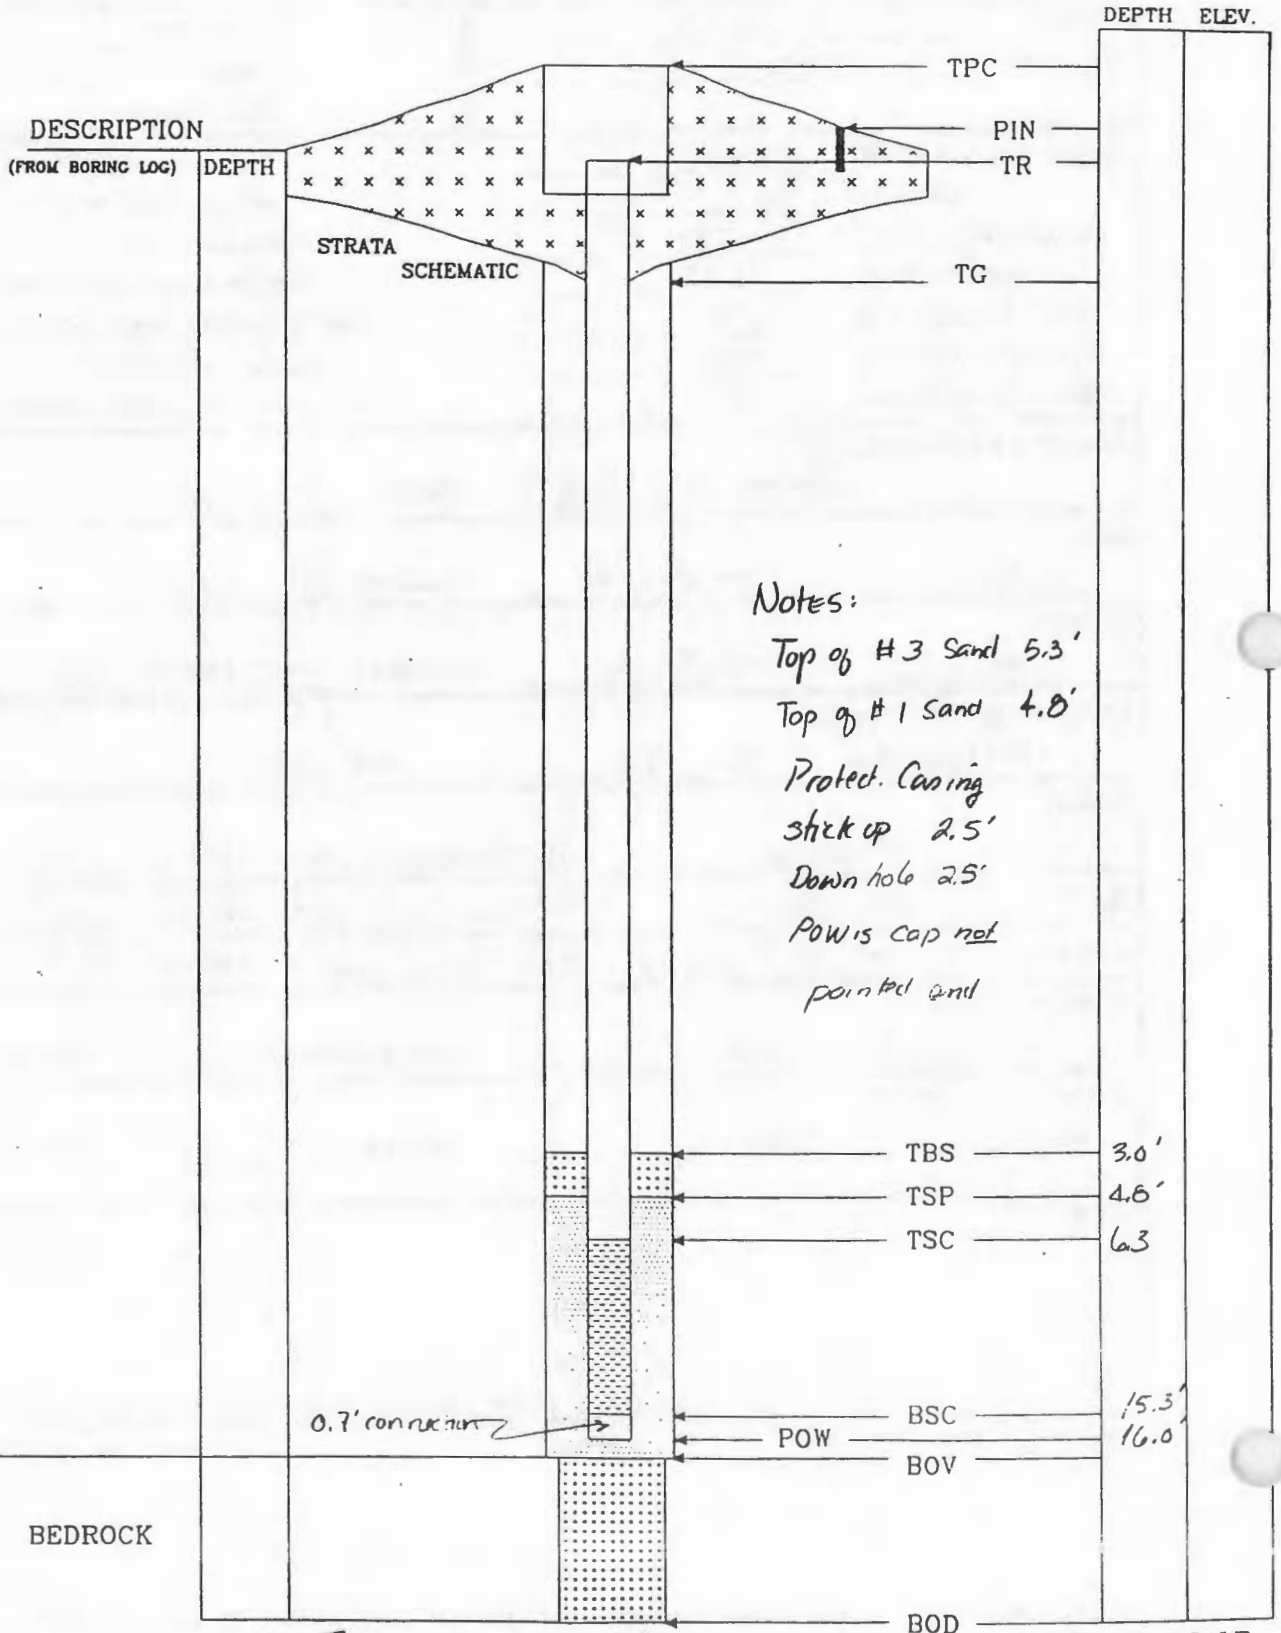 DEPTH ELEV.
TPC
PIN
DESCRIPTION
(FROM BORING LOG) DEPTH
TR
STRATA
SCHEMATIC
TG
Notes:
Top of #3 Sand 5.3'
Top of #1 Sand 4.8'
Protect. Casing
stick up 2.5'
Down hole 2.5'
POW is cap not
pointed end
TBS 3.0'
TSP 4.8'
TSC 6.3
BSC 15.3'
0.7' connection
POW 16.0'
BOV
BEDROCK
BOD